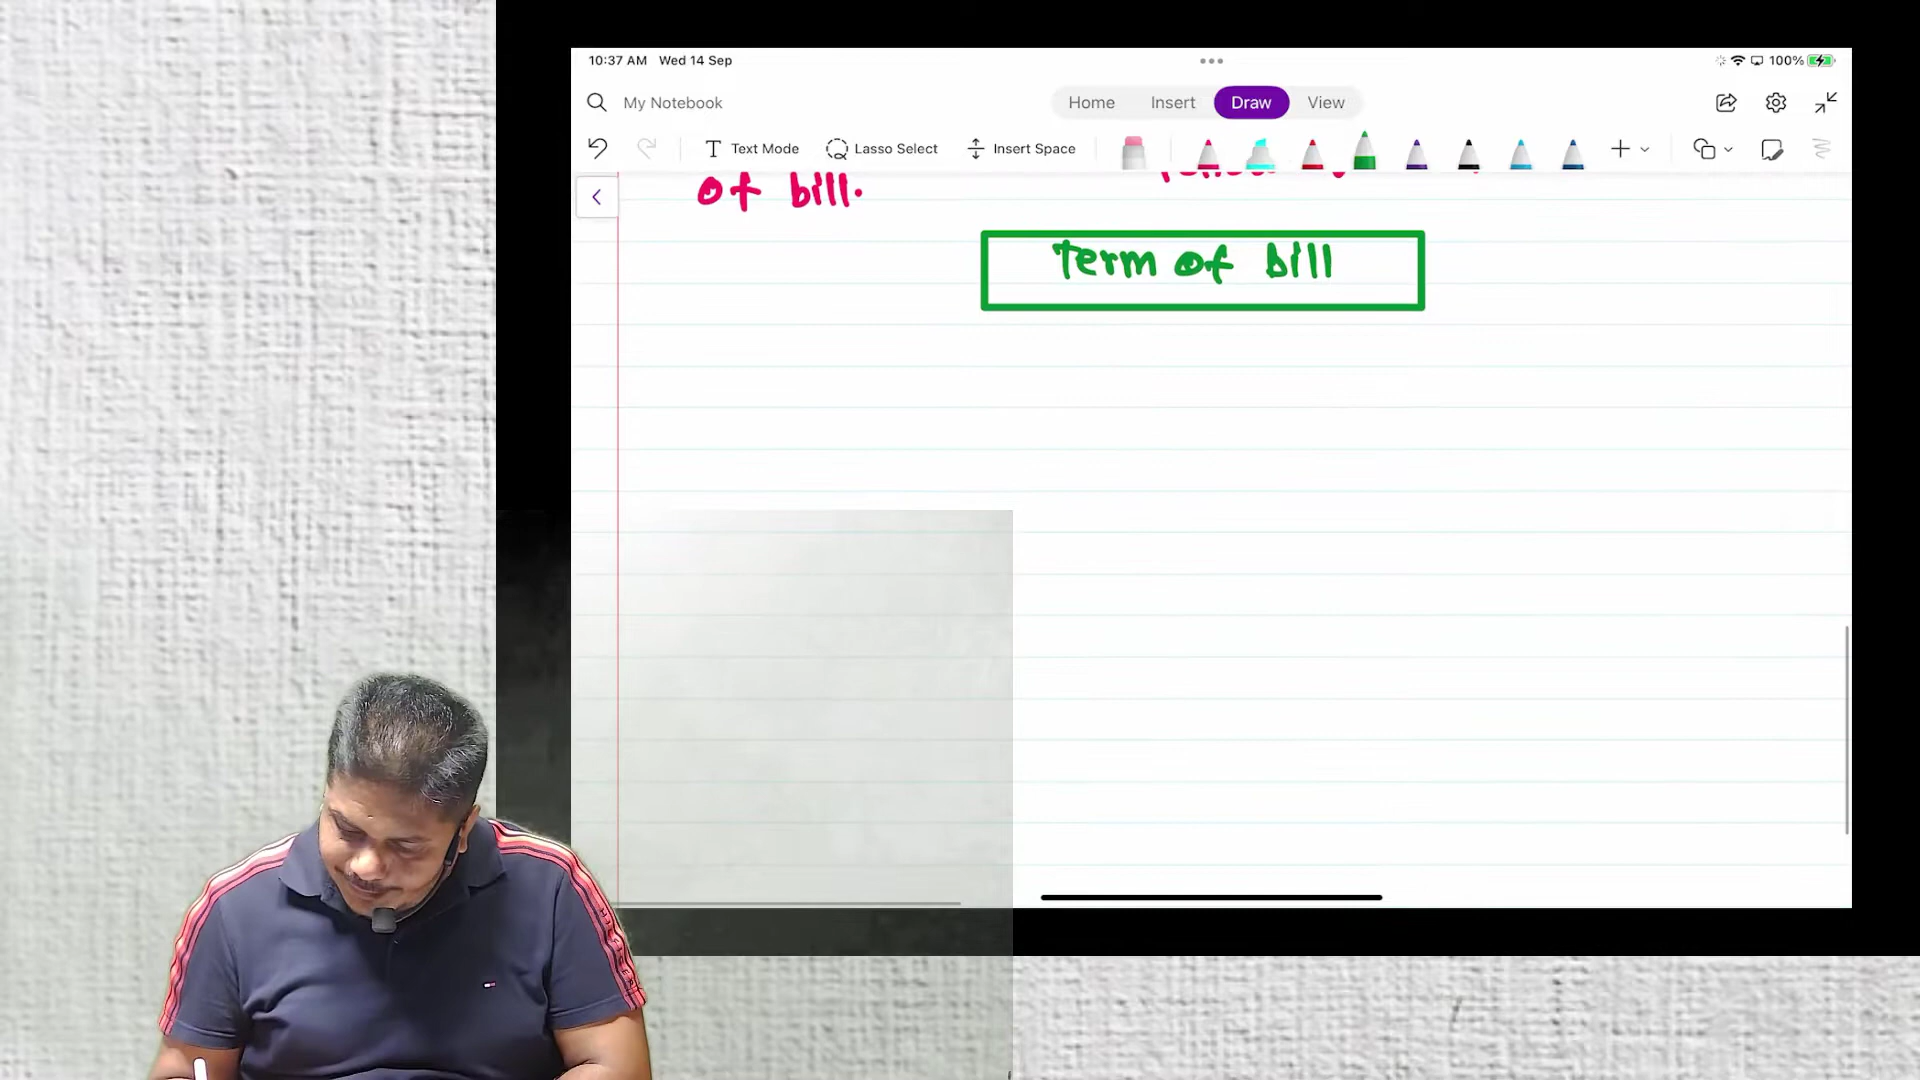 10:37 AM Wed 14 Sep
100%
My Notebook
Home Insert Draw View
Text Mode Lasso Select Insert Space
of bill.
Term of bill